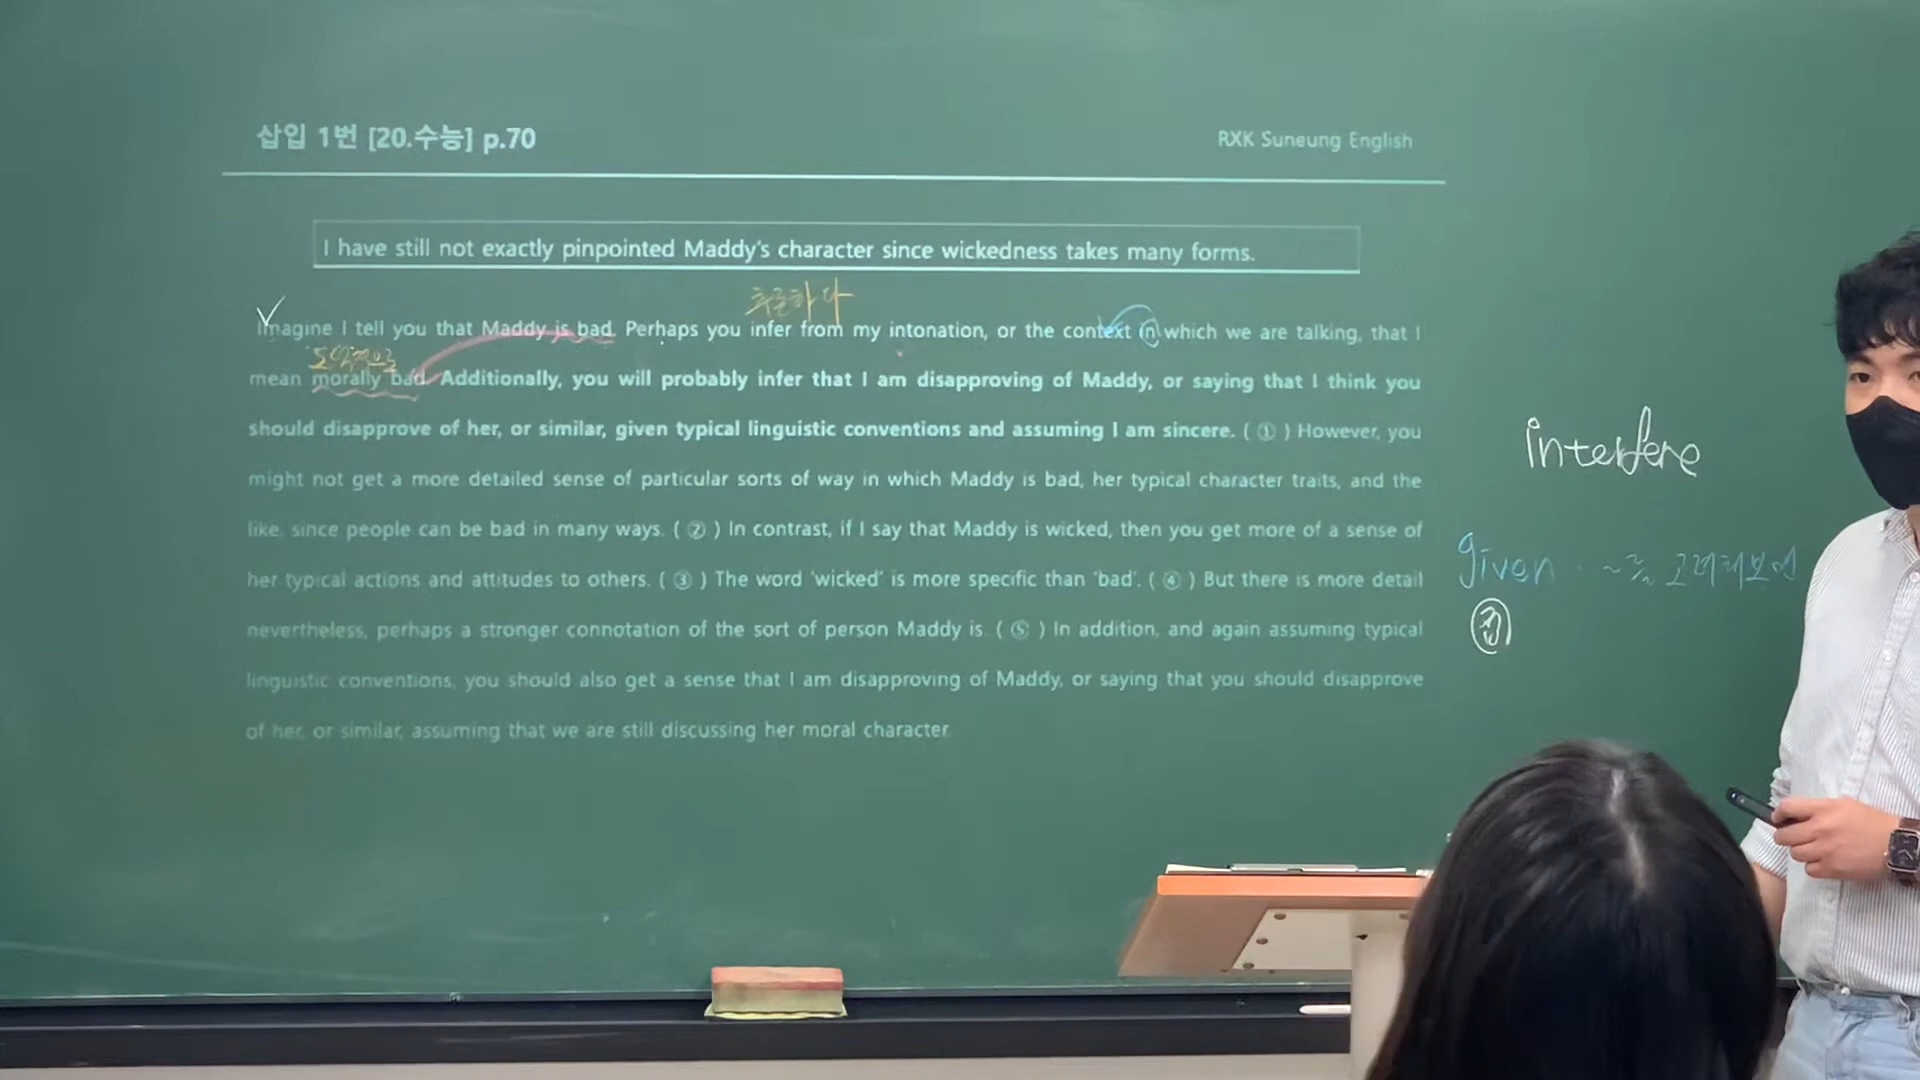 삽입 1번 [20.수능] p.70
RXK Suneung English
I have still not exactly pinpointed Maddy's character since wickedness takes many forms.
추론하다
Imagine I tell you that Maddy is bad. Perhaps you infer from my intonation, or the context in which we are talking, that I
도덕적으로
mean morally bad. Additionally, you will probably infer that I am disapproving of Maddy, or saying that I think you
should disapprove of her, or similar, given typical linguistic conventions and assuming I am sincere. ( ① ) However, you
might not get a more detailed sense of particular sorts of way in which Maddy is bad, her typical character traits, and the
like, since people can be bad in many ways. ( ② ) In contrast, if I say that Maddy is wicked, then you get more of a sense of
her typical actions and attitudes to others. ( ③ ) The word 'wicked' is more specific than 'bad'. ( ④ ) But there is more detail
nevertheless, perhaps a stronger connotation of the sort of person Maddy is. ( ⑤ ) In addition, and again assuming typical
linguistic conventions, you should also get a sense that I am disapproving of Maddy, or saying that you should disapprove
of her, or similar, assuming that we are still discussing her moral character.
interfere
given ~를 고려해보면
전